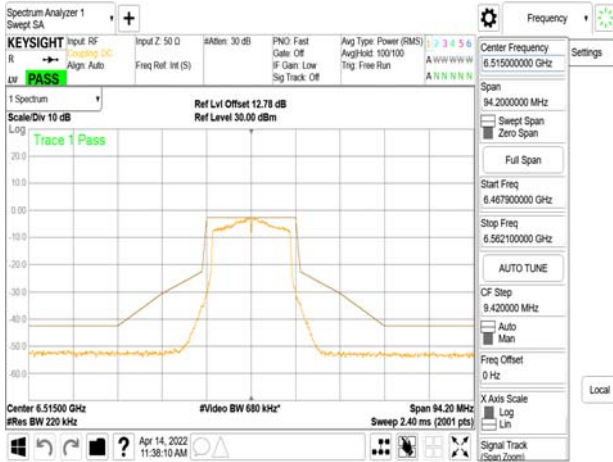 Spectrum Analyzer 1
Swept SA
+
Frequency
KEYSIGHT
R
LV
PASS
Input: RF
Coupling: DC
Align: Auto
Input Z: 50 Ω
Freq Ref: Int (S)
#Atten: 30 dB
PNO: Fast
Gate: Off
IF Gain: Low
Sig Track: Off
Avg Type: Power (RMS)
Avg|Hold: 100/100
Trig: Free Run
1 2 3 4 5 6
A W W W W W
A N N N N N
1 Spectrum
Scale/Div 10 dB
Ref Lvl Offset 12.78 dB
Ref Level 30.00 dBm
Log
Trace 1 Pass
20.0
10.0
0.00
-10.0
-20.0
-30.0
-40.0
-50.0
-60.0
Center 6.51500 GHz
#Res BW 220 kHz
#Video BW 680 kHz*
Span 94.20 MHz
Sweep 2.40 ms (2001 pts)
?
Apr 14, 2022
11:38:10 AM
Center Frequency
6.515000000 GHz
Span
94.2000000 MHz
Swept Span
Zero Span
Full Span
Start Freq
6.467900000 GHz
Stop Freq
6.562100000 GHz
AUTO TUNE
CF Step
9.420000 MHz
Auto
Man
Freq Offset
0 Hz
X Axis Scale
Log
Lin
Signal Track
(Span Zoom)
Settings
Local